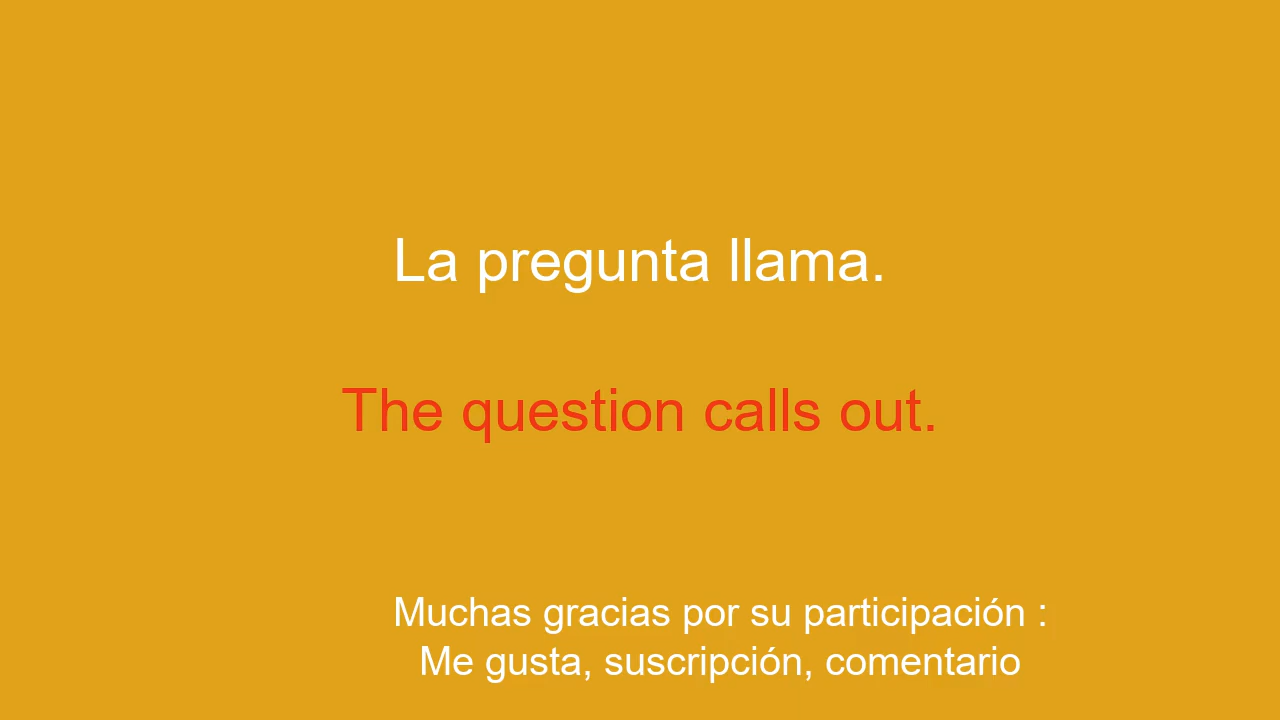 La pregunta llama.
The question calls out.
Muchas gracias por su participación :
Me gusta, suscripción, comentario